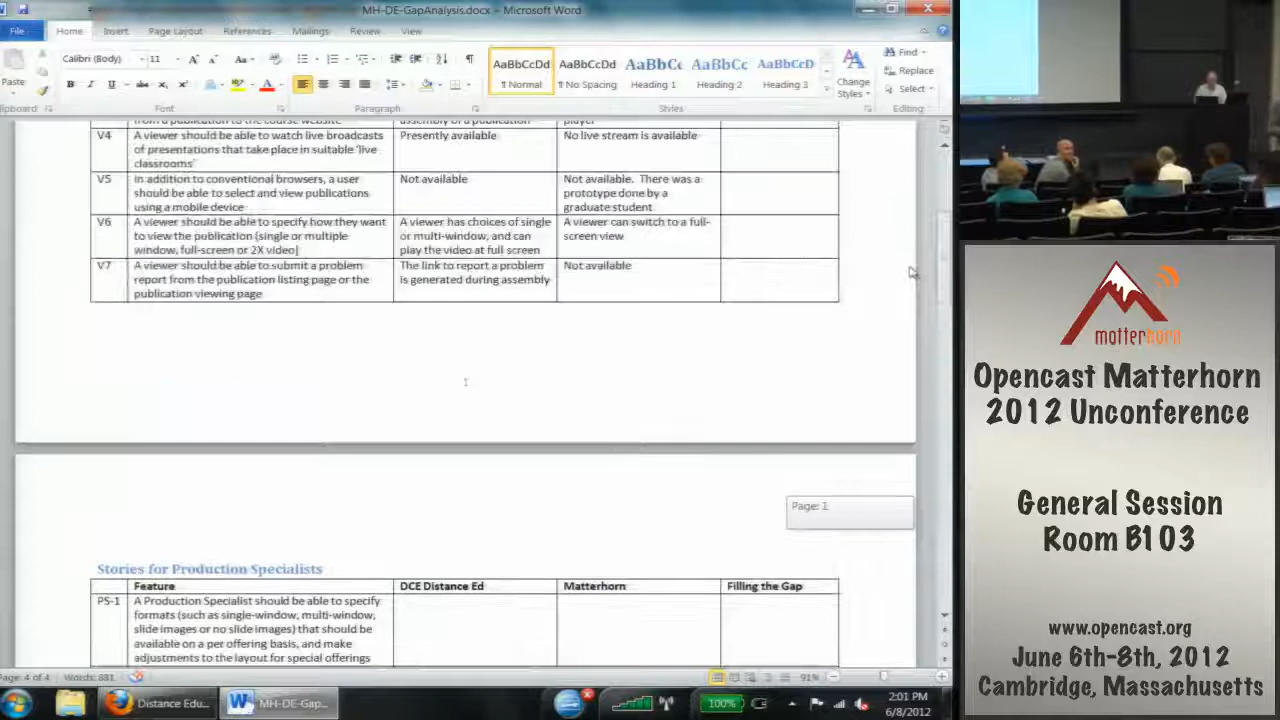 MH-DE-GapAnalysis.docx – Microsoft Word
File Home Insert Page Layout References Mailings Review View
Calibri (Body) 11
Paste
Clipboard Font Paragraph Styles Editing
AaBbCcDd AaBbCcDd AaBbCc AaBbCc AaBbCcD
¶ Normal ¶ No Spacing Heading 1 Heading 2 Heading 3
Change
Styles
Find
Replace
Select
from a publication to the course website
assembly of a publication
player
V4
A viewer should be able to watch live broadcasts
of presentations that take place in suitable 'live
classrooms'
Presently available
No live stream is available
V5
In addition to conventional browsers, a user
should be able to select and view publications
using a mobile device
Not available
Not available. There was a
prototype done by a
graduate student
V6
A viewer should be able to specify how they want
to view the publication (single or multiple
window, full-screen or 2X video)
A viewer has choices of single
or multi-window, and can
play the video at full screen
A viewer can switch to a full-
screen view
V7
A viewer should be able to submit a problem
report from the publication listing page or the
publication viewing page
The link to report a problem
is generated during assembly
Not available
1
Page: 1
Stories for Production Specialists
Feature DCE Distance Ed Matterhorn Filling the Gap
PS-1
A Production Specialist should be able to specify
formats (such as single-window, multi-window,
slide images or no slide images) that should be
available on a per offering basis, and make
adjustments to the layout for special offerings
Page: 4 of 4 Words: 881
91%
Distance Edu...
MH-DE-Gap...
100%
2:01 PM
6/8/2012
matterhorn
Opencast Matterhorn
2012 Unconference
General Session
Room B103
www.opencast.org
June 6th-8th, 2012
Cambridge, Massachusetts